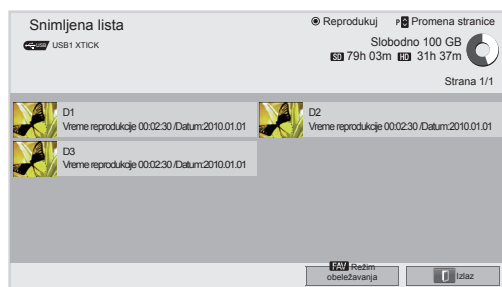 Snimljena lista
Reprodukuj
P Promena stranice
USB USB1 XTICK
Slobodno 100 GB
SD 79h 03m HD 31h 37m
Strana 1/1
D1
Vreme reprodukcije 00:02:30 /Datum:2010.01.01
D2
Vreme reprodukcije 00:02:30 /Datum:2010.01.01
D3
Vreme reprodukcije 00:02:30 /Datum:2010.01.01
FAV Režim
obeležavanja
Izlaz